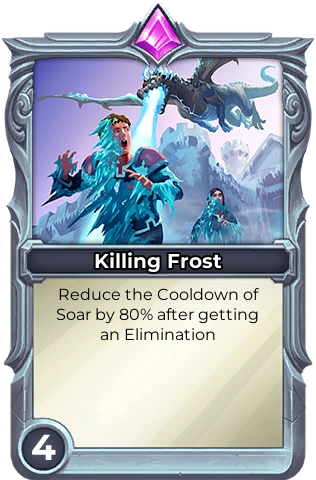 Killing Frost
Reduce the Cooldown of
Soar by 80% after getting
an Elimination
4